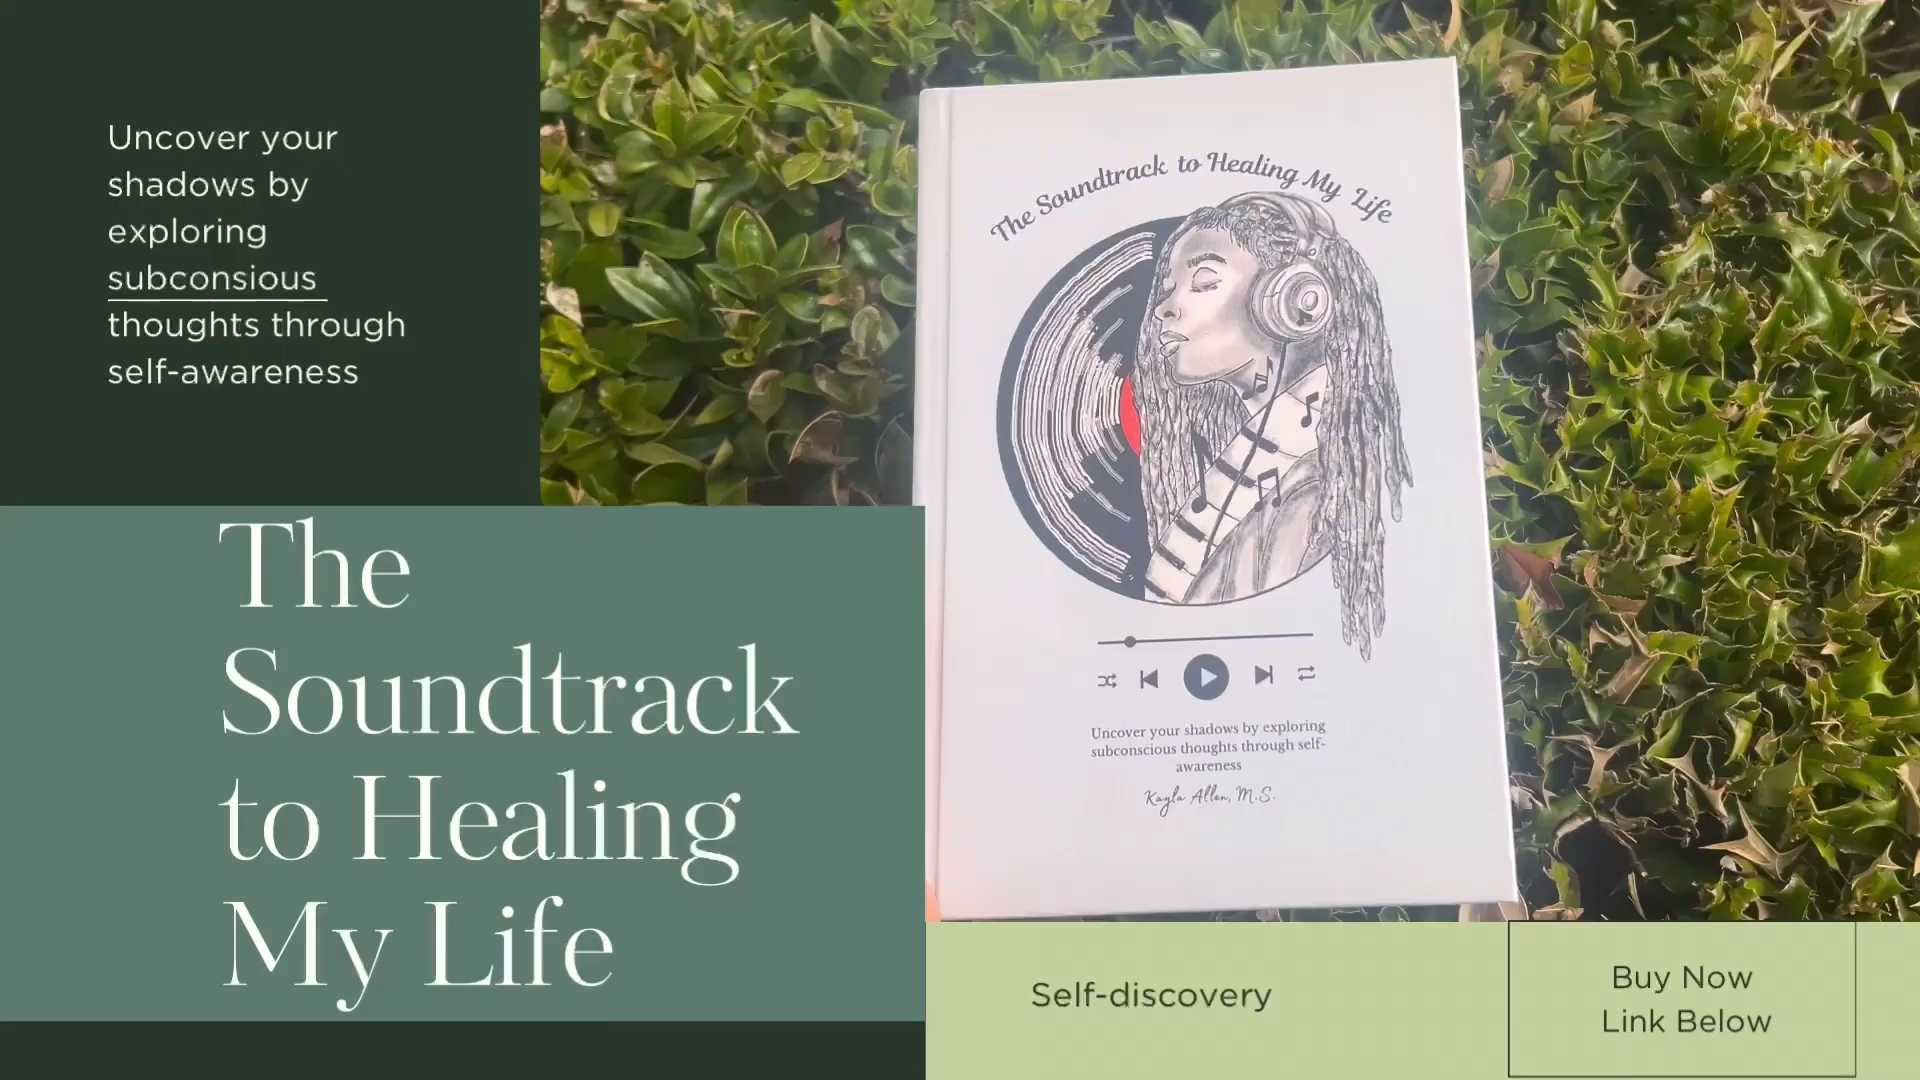 Uncover your
shadows by
exploring
subconsious
thoughts through
self-awareness
The
Soundtrack
to Healing
My Life
The Soundtrack to Healing My Life
Uncover your shadows by exploring
subconscious thoughts through self-
awareness
Kayla Allen, M.S.
Self-discovery
Buy Now
Link Below